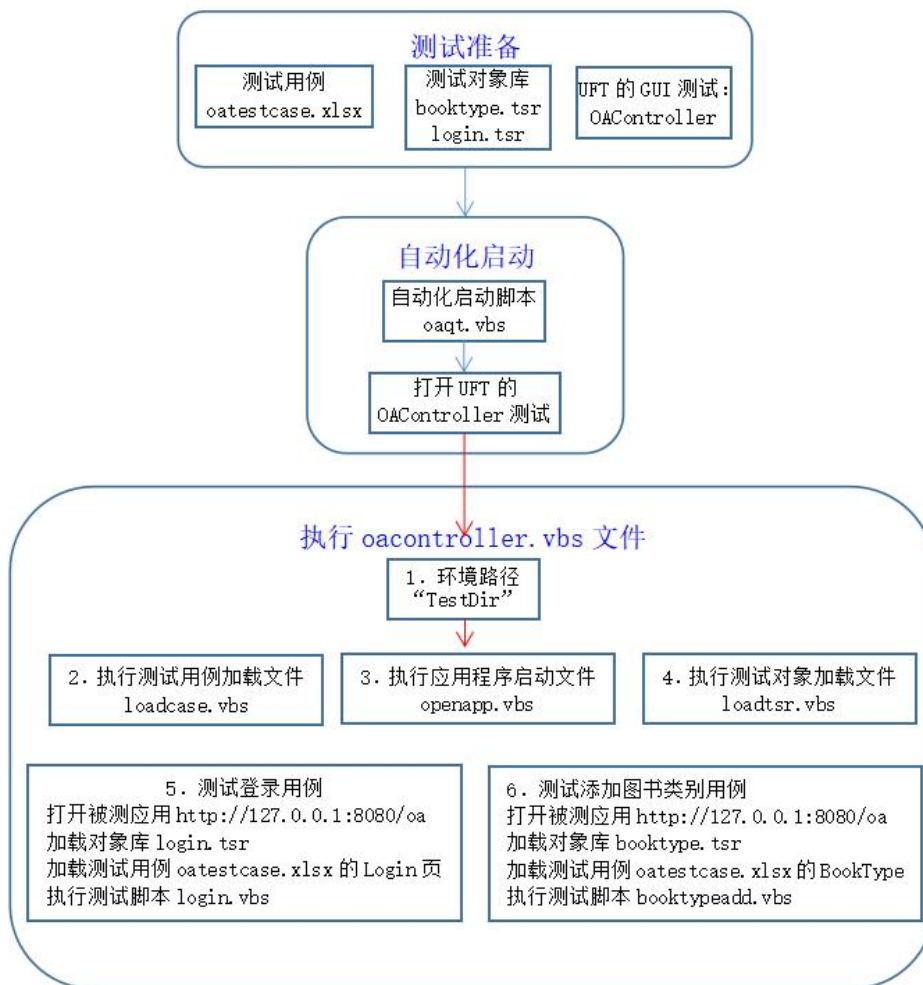 测试准备
测试用例
oatestcase.xlsx
测试对象库
booktype.tsr
login.tsr
UFT 的 GUI 测试：
OAController
自动化启动
自动化启动脚本
oaqt.vbs
打开 UFT 的
OAController 测试
执行 oacontroller.vbs 文件
1. 环境路径
“TestDir”
2. 执行测试用例加载文件
loadcase.vbs
3. 执行应用程序启动文件
openapp.vbs
4. 执行测试对象加载文件
loadtsr.vbs
5. 测试登录用例
打开被测应用 http://127.0.0.1:8080/oa
加载对象库 login.tsr
加载测试用例 oatestcase.xlsx 的 Login 页
执行测试脚本 login.vbs
6. 测试添加图书类别用例
打开被测应用 http://127.0.0.1:8080/oa
加载对象库 booktype.tsr
加载测试用例 oatestcase.xlsx 的 BookType
执行测试脚本 booktypeadd.vbs